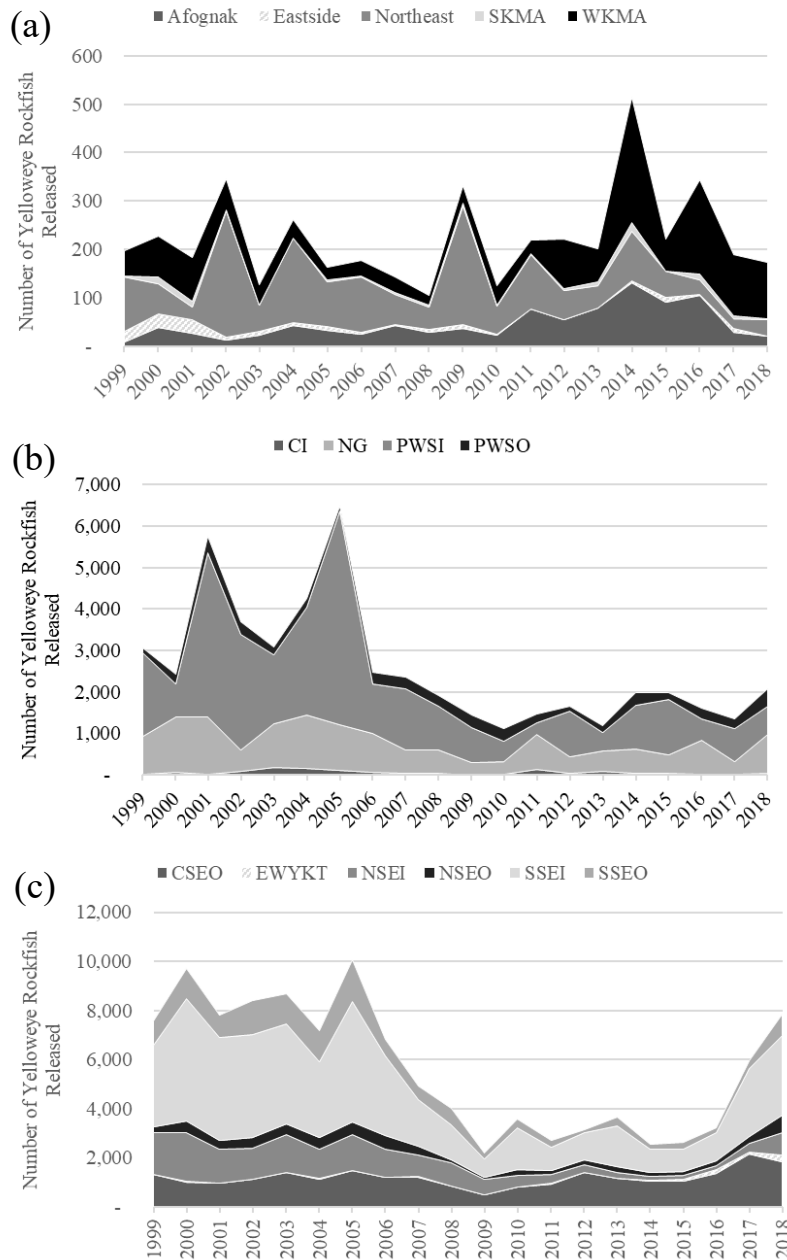 (a)
Afognak Eastside Northeast SKMA WKMA
Number of Yelloweye Rockfish
Released
600
500
400
300
200
100
-
1999 2000 2001 2002 2003 2004 2005 2006 2007 2008 2009 2010 2011 2012 2013 2014 2015 2016 2017 2018
(b)
CI NG PWSI PWSO
Number of Yelloweye Rockfish
Released
7,000
6,000
5,000
4,000
3,000
2,000
1,000
-
1999 2000 2001 2002 2003 2004 2005 2006 2007 2008 2009 2010 2011 2012 2013 2014 2015 2016 2017 2018
(c)
CSEO EWYKT NSEI NSEO SSEI SSEO
Number of Yelloweye Rockfish
Released
12,000
10,000
8,000
6,000
4,000
2,000
-
1999 2000 2001 2002 2003 2004 2005 2006 2007 2008 2009 2010 2011 2012 2013 2014 2015 2016 2017 2018